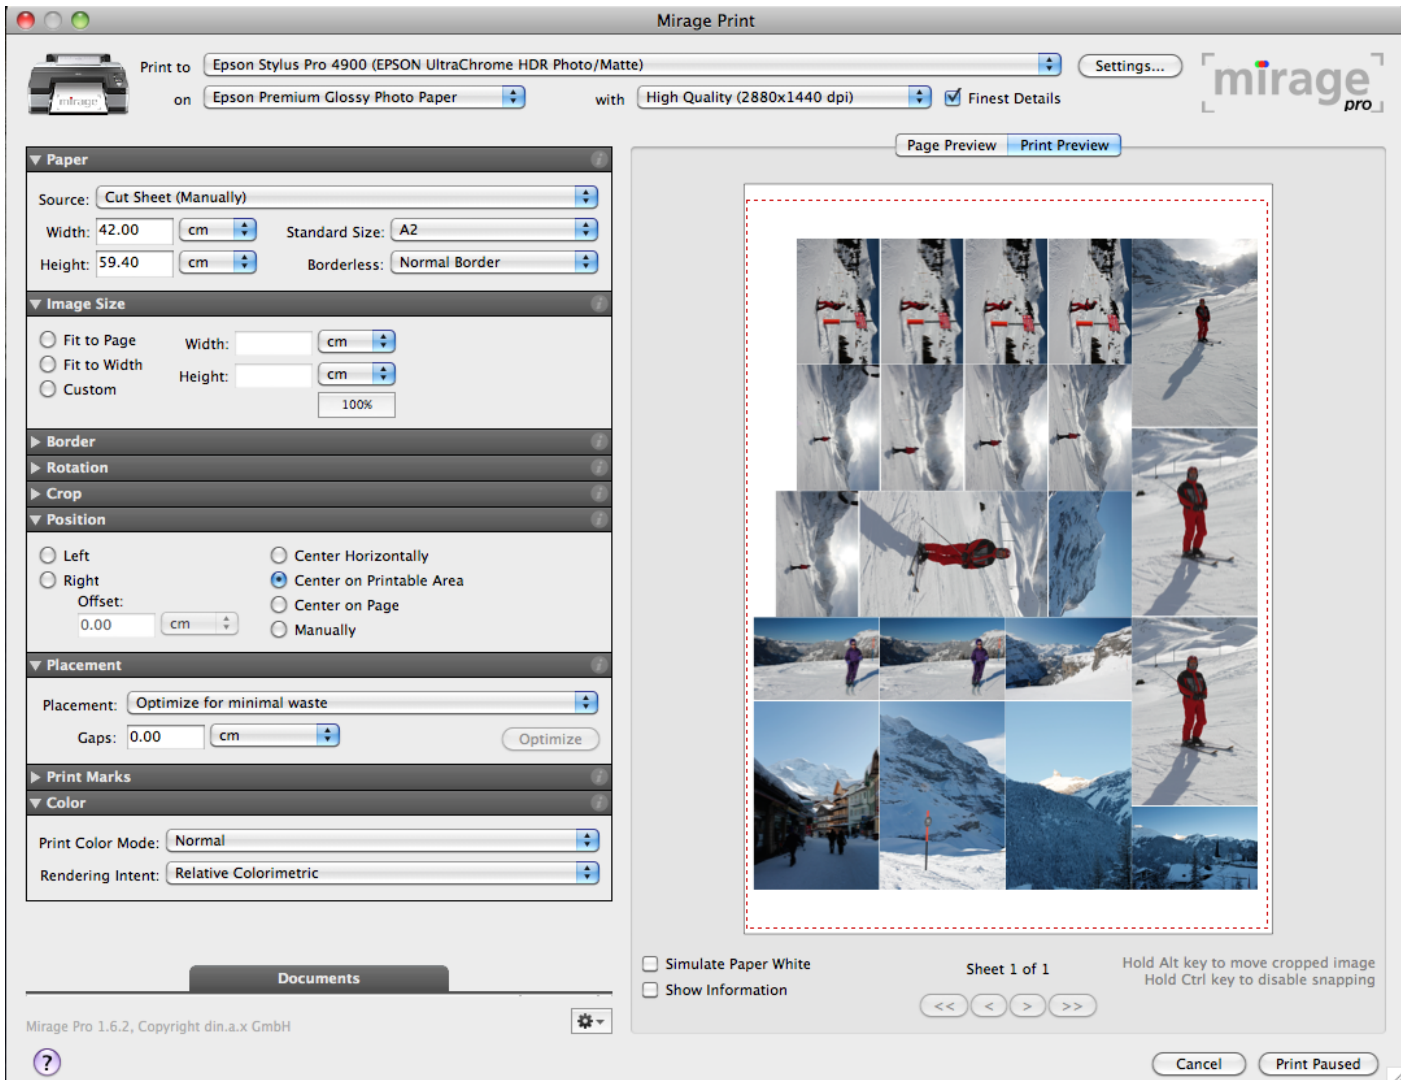 Mirage Print
Print to Epson Stylus Pro 4900 (EPSON UltraChrome HDR Photo/Matte) Settings...
mirage pro
on Epson Premium Glossy Photo Paper with High Quality (2880x1440 dpi) Finest Details
mirage
Page Preview Print Preview
Paper
Source: Cut Sheet (Manually)
Width: 42.00 cm Standard Size: A2
Height: 59.40 cm Borderless: Normal Border
Image Size
Fit to Page Width: cm
Fit to Width
Height: cm
Custom
100%
Border
Rotation
Crop
Position
Left Center Horizontally
Right Center on Printable Area
Offset: Center on Page
0.00 cm Manually
Placement
Placement: Optimize for minimal waste
Gaps: 0.00 cm Optimize
Print Marks
Color
Print Color Mode: Normal
Rendering Intent: Relative Colorimetric
Documents
Mirage Pro 1.6.2, Copyright din.a.x GmbH
Simulate Paper White
Show Information
Sheet 1 of 1
<< < > >>
Hold Alt key to move cropped image
Hold Ctrl key to disable snapping
?
Cancel Print Paused